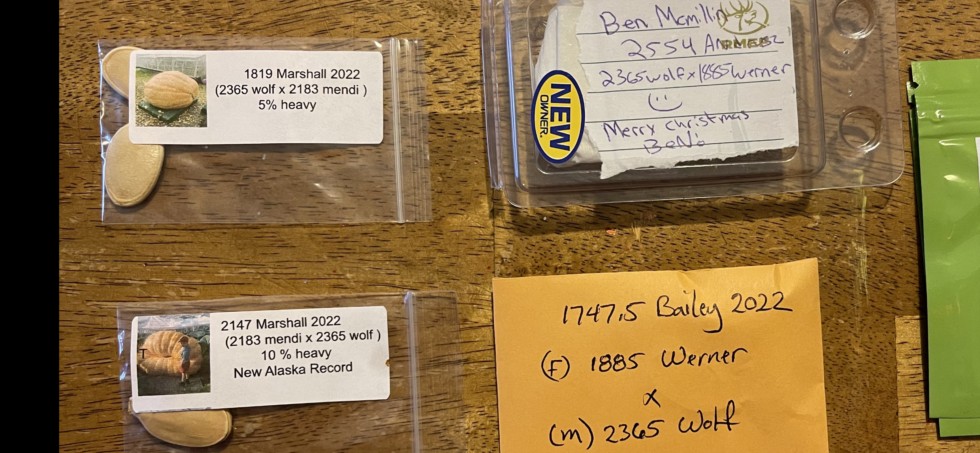 1819 Marshall 2022
(2365 wolf x 2183 mendi )
5% heavy
2147 Marshall 2022
(2183 mendi x 2365 wolf )
10 % heavy
New Alaska Record
Ben Mcmillin
2554
RMEF
2365 wolf x 1885 werner
Merry christmas
NEW
OWNER.
1747.5 Bailey 2022
(f) 1885 Werner
x
(m) 2365 Wolf